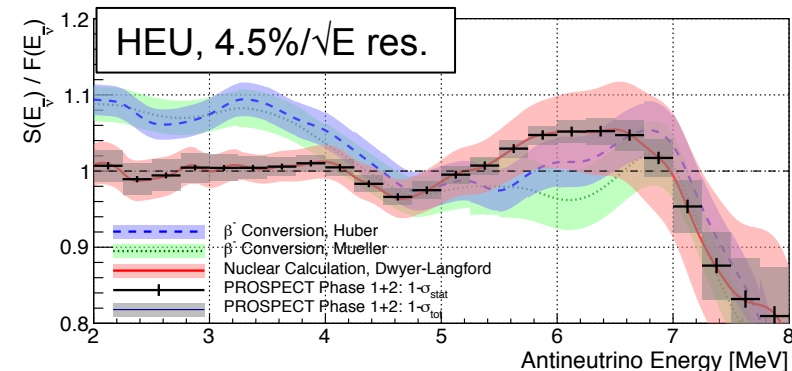 HEU, 4.5%/√E res.
S(E_ν̅) / F(E_ν̅)
1.2
1.1
1
0.9
0.8
β⁻ Conversion, Huber
β⁻ Conversion, Mueller
Nuclear Calculation, Dwyer-Langford
PROSPECT Phase 1+2: 1-σ_stat
PROSPECT Phase 1+2: 1-σ_tot
2 3 4 5 6 7 8
Antineutrino Energy [MeV]